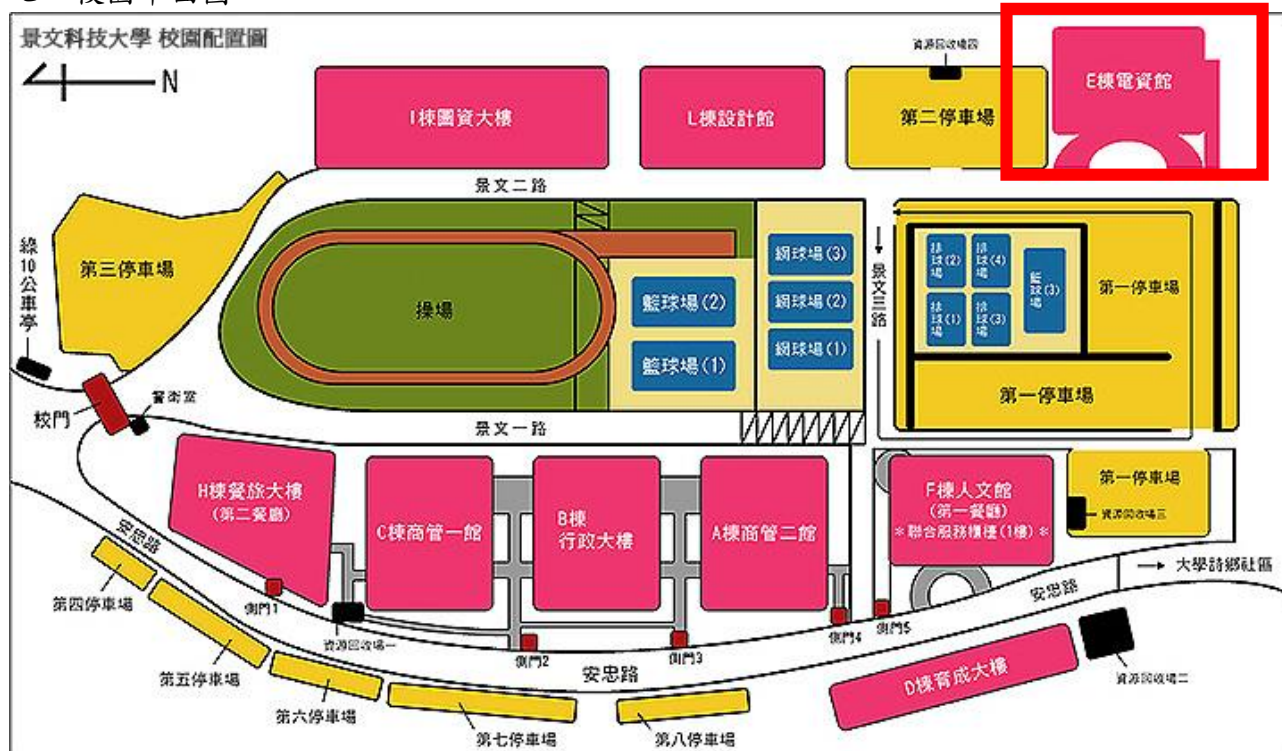 景文科技大學 校園配置圖
N
資源回收場四
E棟電資館
I棟圖資大樓
L棟設計館
第二停車場
景文二路
綠10公車亭
第三停車場
操場
籃球場(2)
籃球場(1)
網球場(3)
網球場(2)
網球場(1)
→景文三路
排球(2)場
排球(4)場
籃球(3)場
排球(1)場
排球(3)場
第一停車場
第一停車場
校門
警衛室
景文一路
H棟餐旅大樓
(第二餐廳)
C棟商管一館
B棟
行政大樓
A棟商管二館
F棟人文館
(第一餐廳)
*聯合服務櫃檯(1樓)*
第一停車場
資源回收場三
→ 大學詩鄉社區
安忠路
安忠路
安忠路
側門1
資源回收場一
側門2
側門3
側門4
側門5
第四停車場
第五停車場
第六停車場
第七停車場
第八停車場
D棟育成大樓
資源回收場二